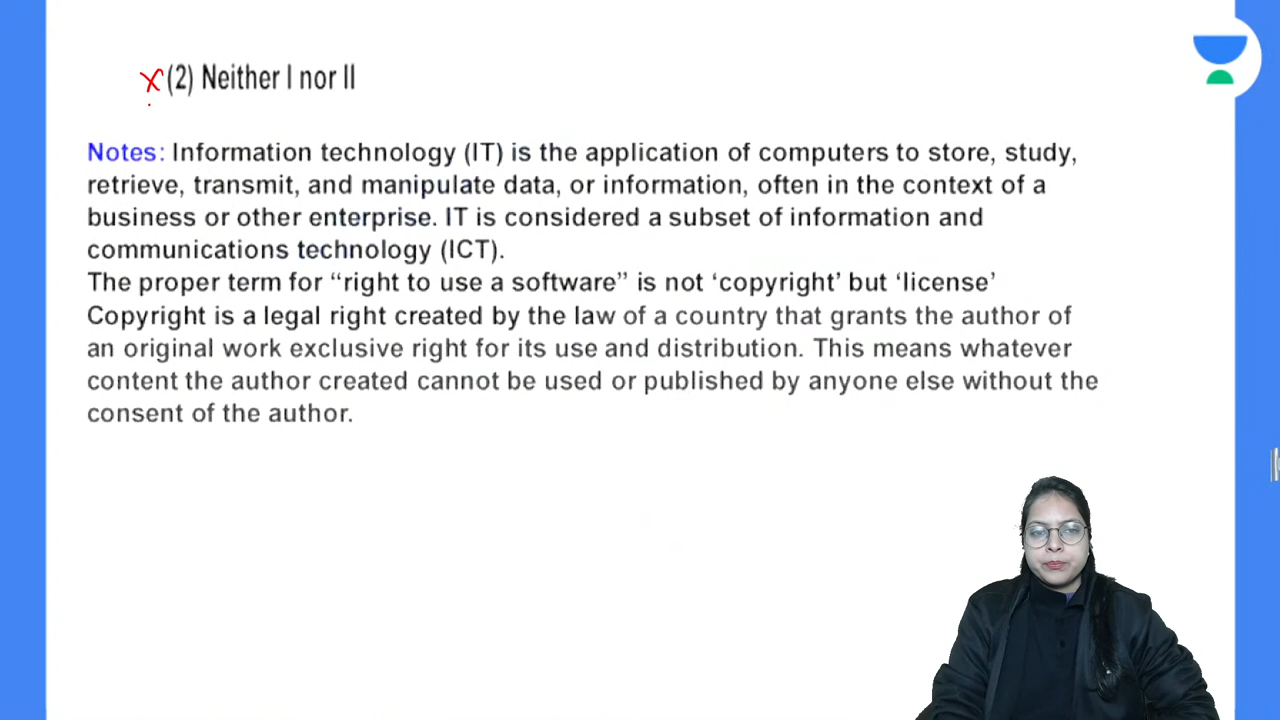 x (2) Neither I nor II
Notes: Information technology (IT) is the application of computers to store, study,
retrieve, transmit, and manipulate data, or information, often in the context of a
business or other enterprise. IT is considered a subset of information and
communications technology (ICT).
The proper term for “right to use a software” is not ‘copyright’ but ‘license’
Copyright is a legal right created by the law of a country that grants the author of
an original work exclusive right for its use and distribution. This means whatever
content the author created cannot be used or published by anyone else without the
consent of the author.